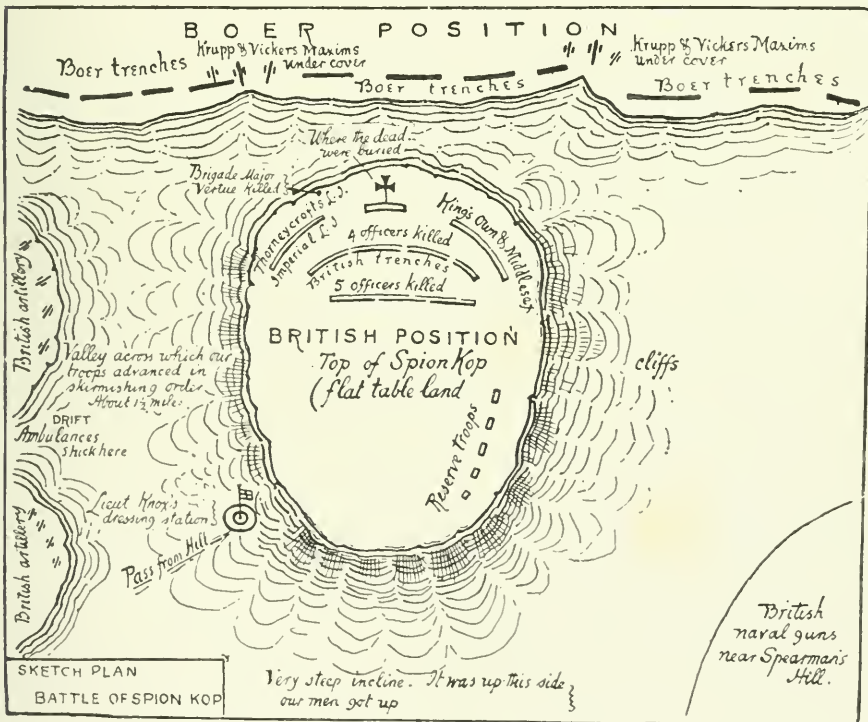 BOER POSITION
Krupp & Vickers Maxims
under cover
Krupp & Vickers Maxims
under cover
Boer trenches
Boer trenches
Boer trenches
Where the dead
were buried
Brigade Major
Vertue Killed
Thorneycrofts L.I.
Imperial L.I
King's Own & Middlesex
4 officers killed
British trenches
5 officers killed
British artillery
BRITISH POSITION
Top of Spion Kop
(flat table land
cliffs
Valley across which our
troops advanced in
skirmishing order
About 1½ mile.
DRIFT
Ambulances
stick here
Reserve troops
Lieut Knox's
dressing station
Pass from Hill
British artillery
British
naval guns
near Spearman's
Hill.
SKETCH PLAN
BATTLE OF SPION KOP
Very steep incline. It was up this side
our men got up